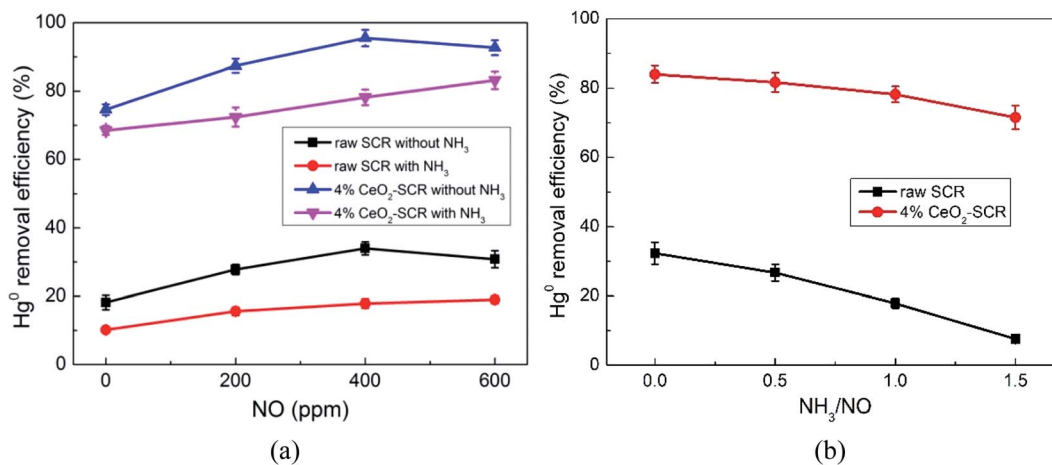 100
80
60
40
20
0
Hg⁰ removal efficiency (%)
raw SCR without NH₃
raw SCR with NH₃
4% CeO₂-SCR without NH₃
4% CeO₂-SCR with NH₃
0 200 400 600
NO (ppm)
(a)
100
80
60
40
20
0
Hg⁰ removal efficiency (%)
raw SCR
4% CeO₂-SCR
0.0 0.5 1.0 1.5
NH₃/NO
(b)